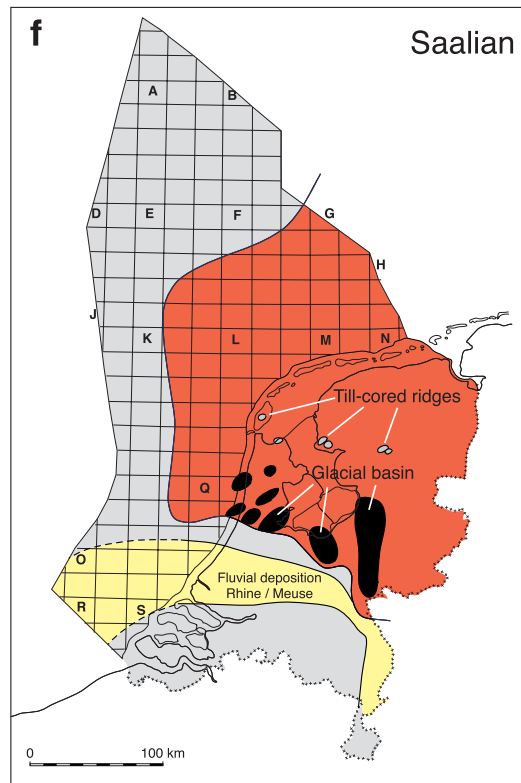 f
Saalian
A
B
D
E
F
G
H
J
K
L
M
N
Till-cored ridges
Q
Glacial basin
O
Fluvial deposition
Rhine / Meuse
R
S
0 100 km